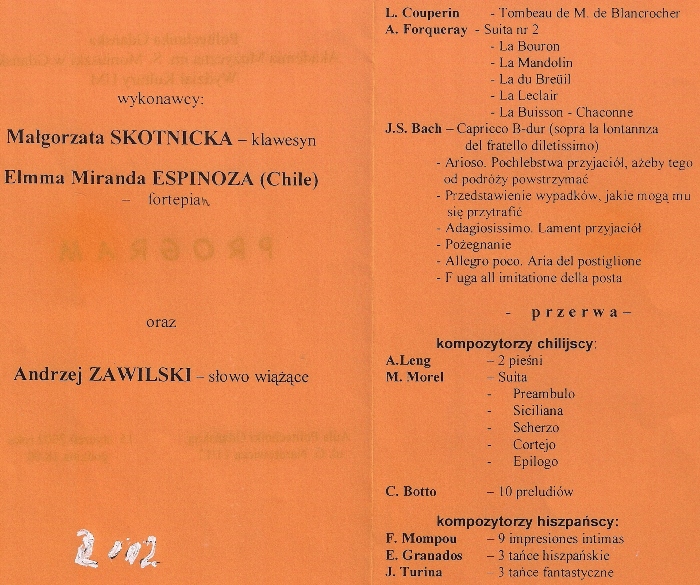 wykonawcy:
Małgorzata SKOTNICKA – klawesyn
Elmma Miranda ESPINOZA (Chile)
– fortepian
PROGRAM
oraz
Andrzej ZAWILSKI – słowo wiążące
L. Couperin - Tombeau de M. de Blancrocher
A. Forqueray - Suita nr 2
- La Bouron
- La Mandolin
- La du Breüil
- La Leclair
- La Buisson - Chaconne
J.S. Bach – Capricco B-dur (sopra la lontannza
del fratello diletissimo)
- Arioso. Pochlebstwa przyjaciół, ażeby tego
od podróży powstrzymać
- Przedstawienie wypadków, jakie mogą mu
się przytrafić
- Adagiosissimo. Lament przyjaciół
- Pożegnanie
- Allegro poco. Aria del postiglione
- F uga all imitatione della posta
- przerwa –
kompozytorzy chilijscy:
A.Leng – 2 pieśni
M. Morel – Suita
- Preambulo
- Siciliana
- Scherzo
- Cortejo
- Epilogo
C. Botto – 10 preludiów
kompozytorzy hiszpańscy:
F. Mompou – 9 impresiones intimas
E. Granados – 3 tańce hiszpańskie
J. Turina – 3 tańce fantastyczne